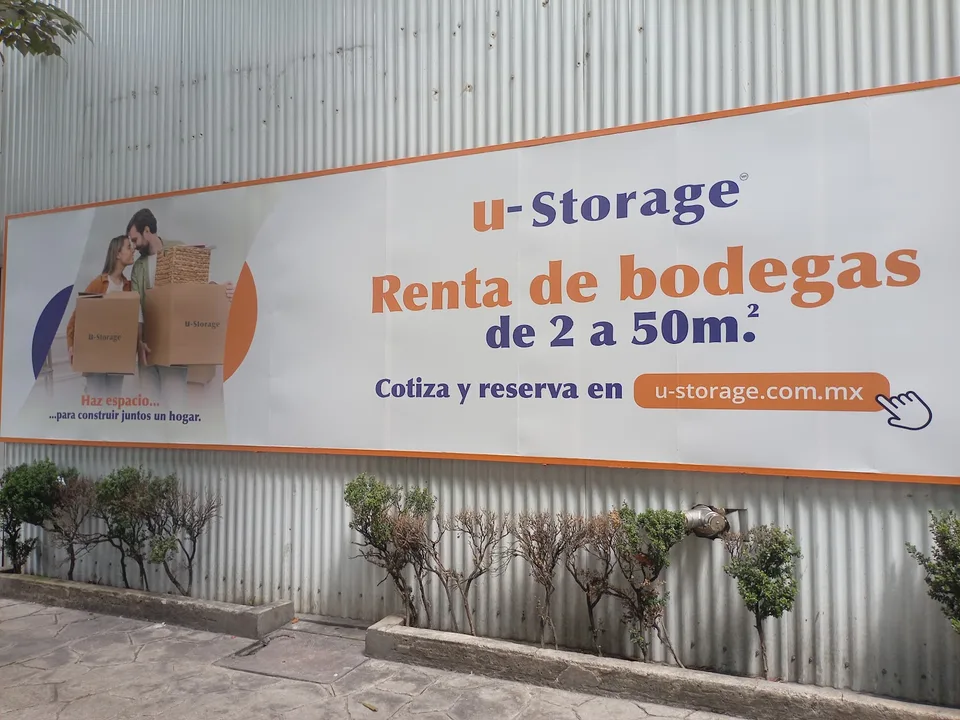 u-Storage
Renta de bodegas
de 2 a 50m.²
Cotiza y reserva en u-storage.com.mx
u-Storage
u-Storage
Haz espacio...
...para construir juntos un hogar.